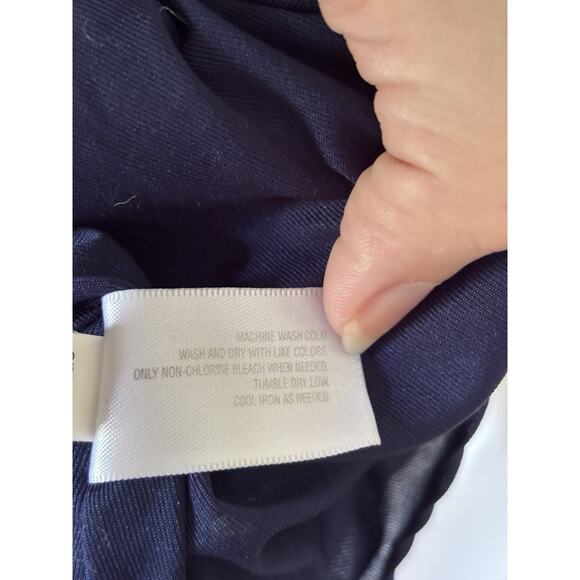 MACHINE WASH COLD.
WASH AND DRY WITH LIKE COLORS.
ONLY NON-CHLORINE BLEACH WHEN NEEDED.
TUMBLE DRY LOW.
COOL IRON AS NEEDED.